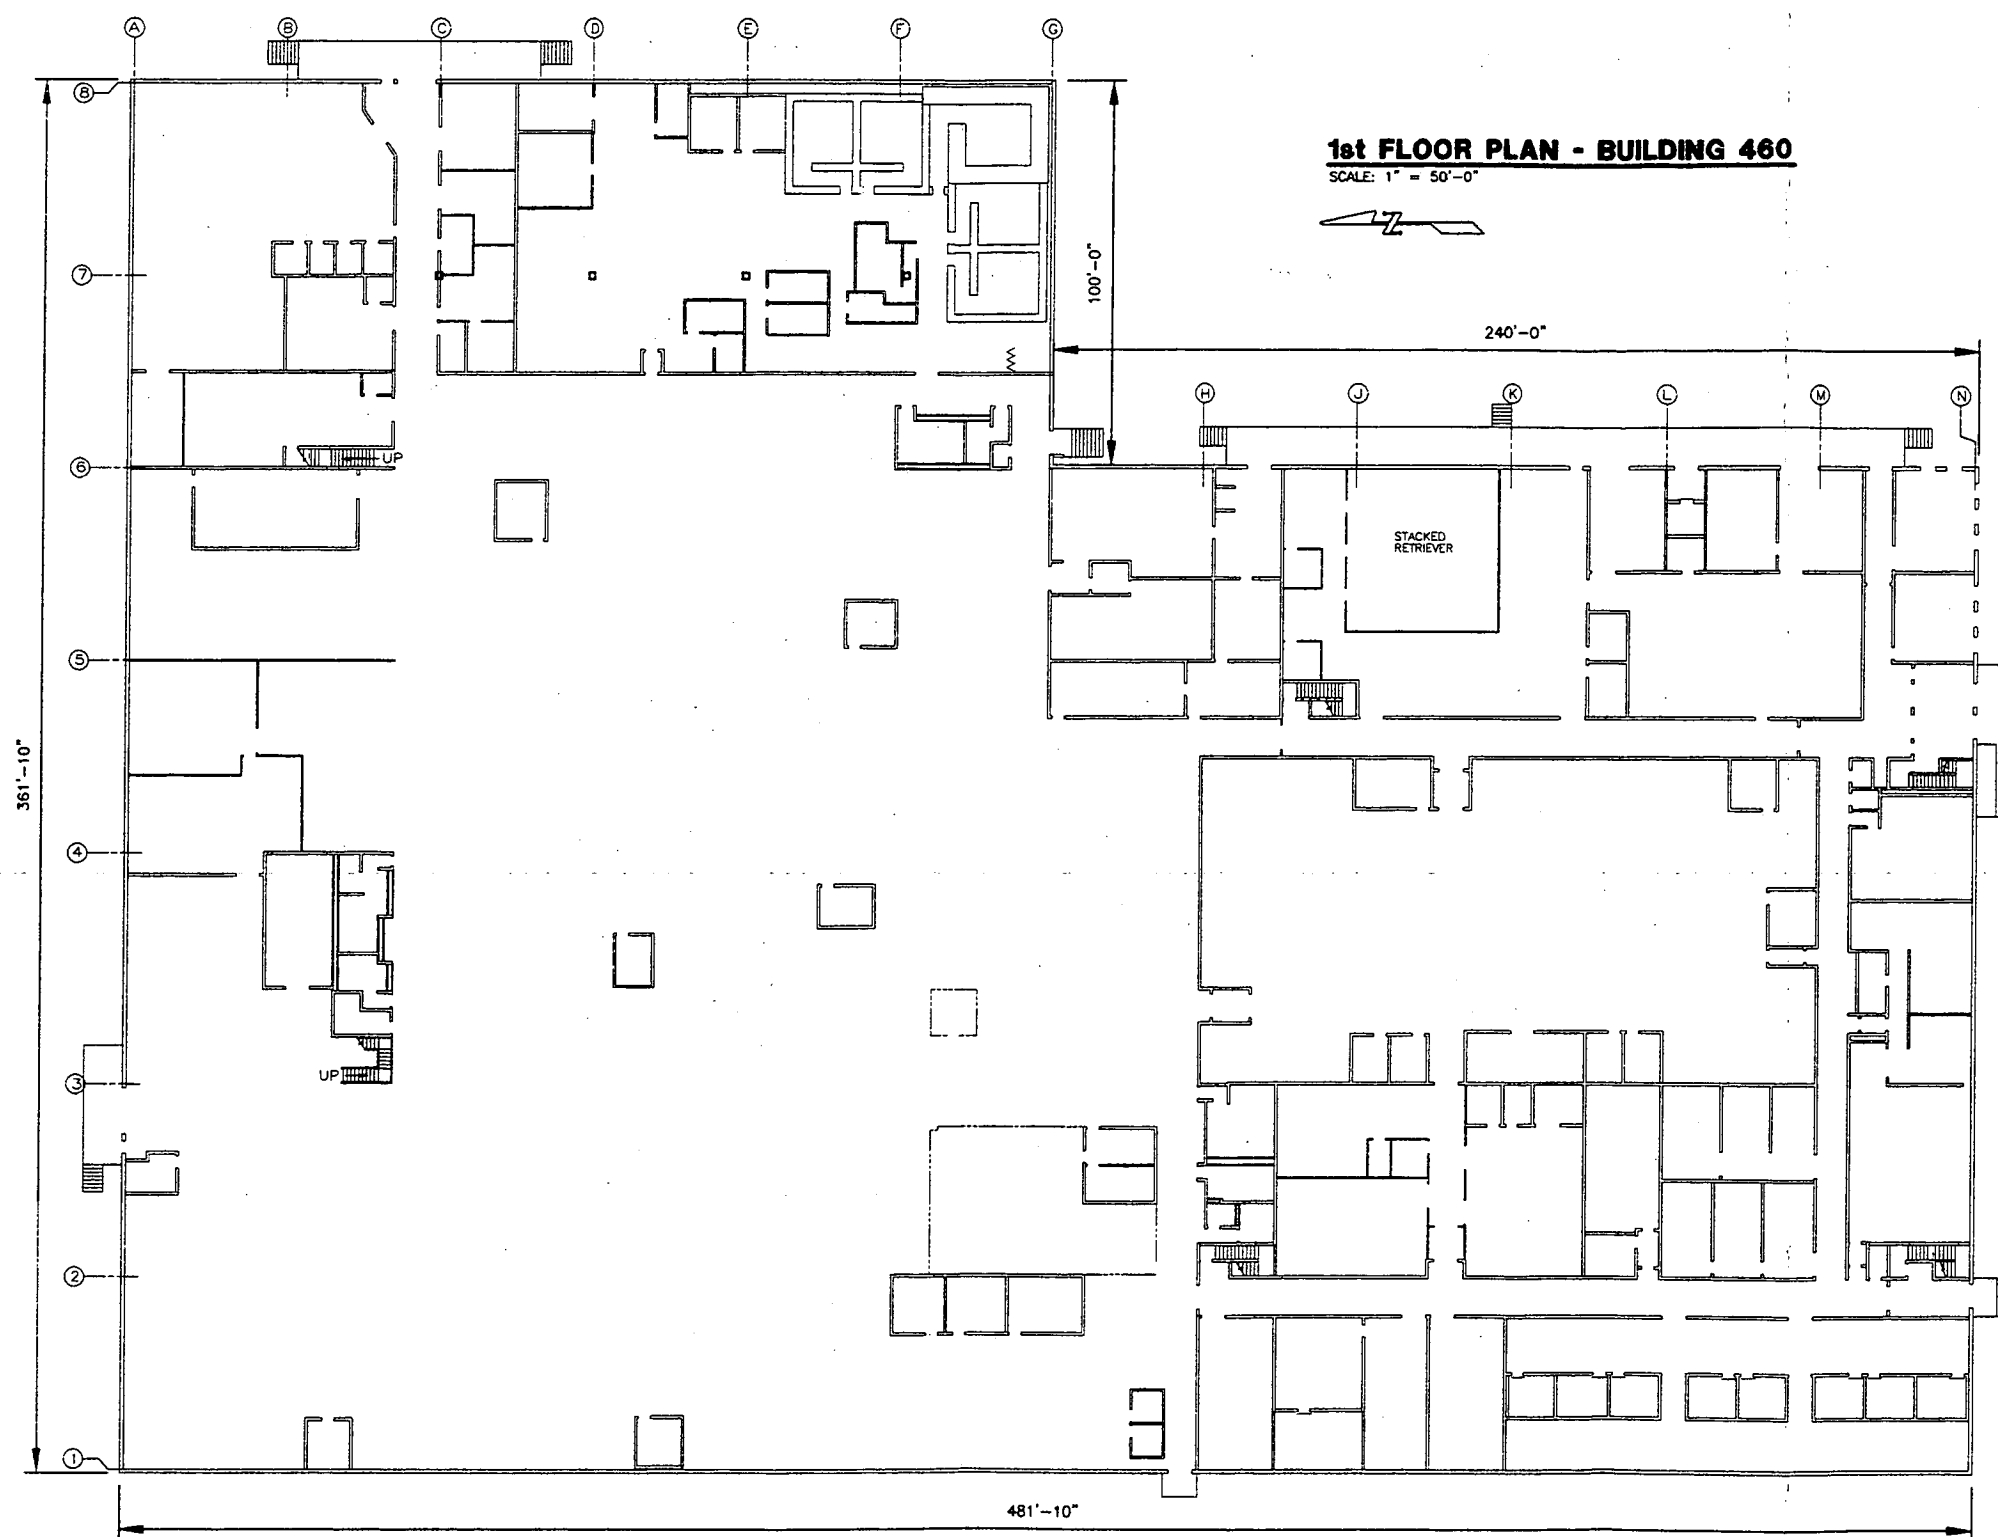 A B C D E F G
8
1st FLOOR PLAN - BUILDING 460
SCALE: 1" = 50'-0"
N
7
100'-0"
240'-0"
H J K L M N
UP
6
STACKED
RETRIEVER
5
361'-10"
4
3
UP
2
1
481'-10"